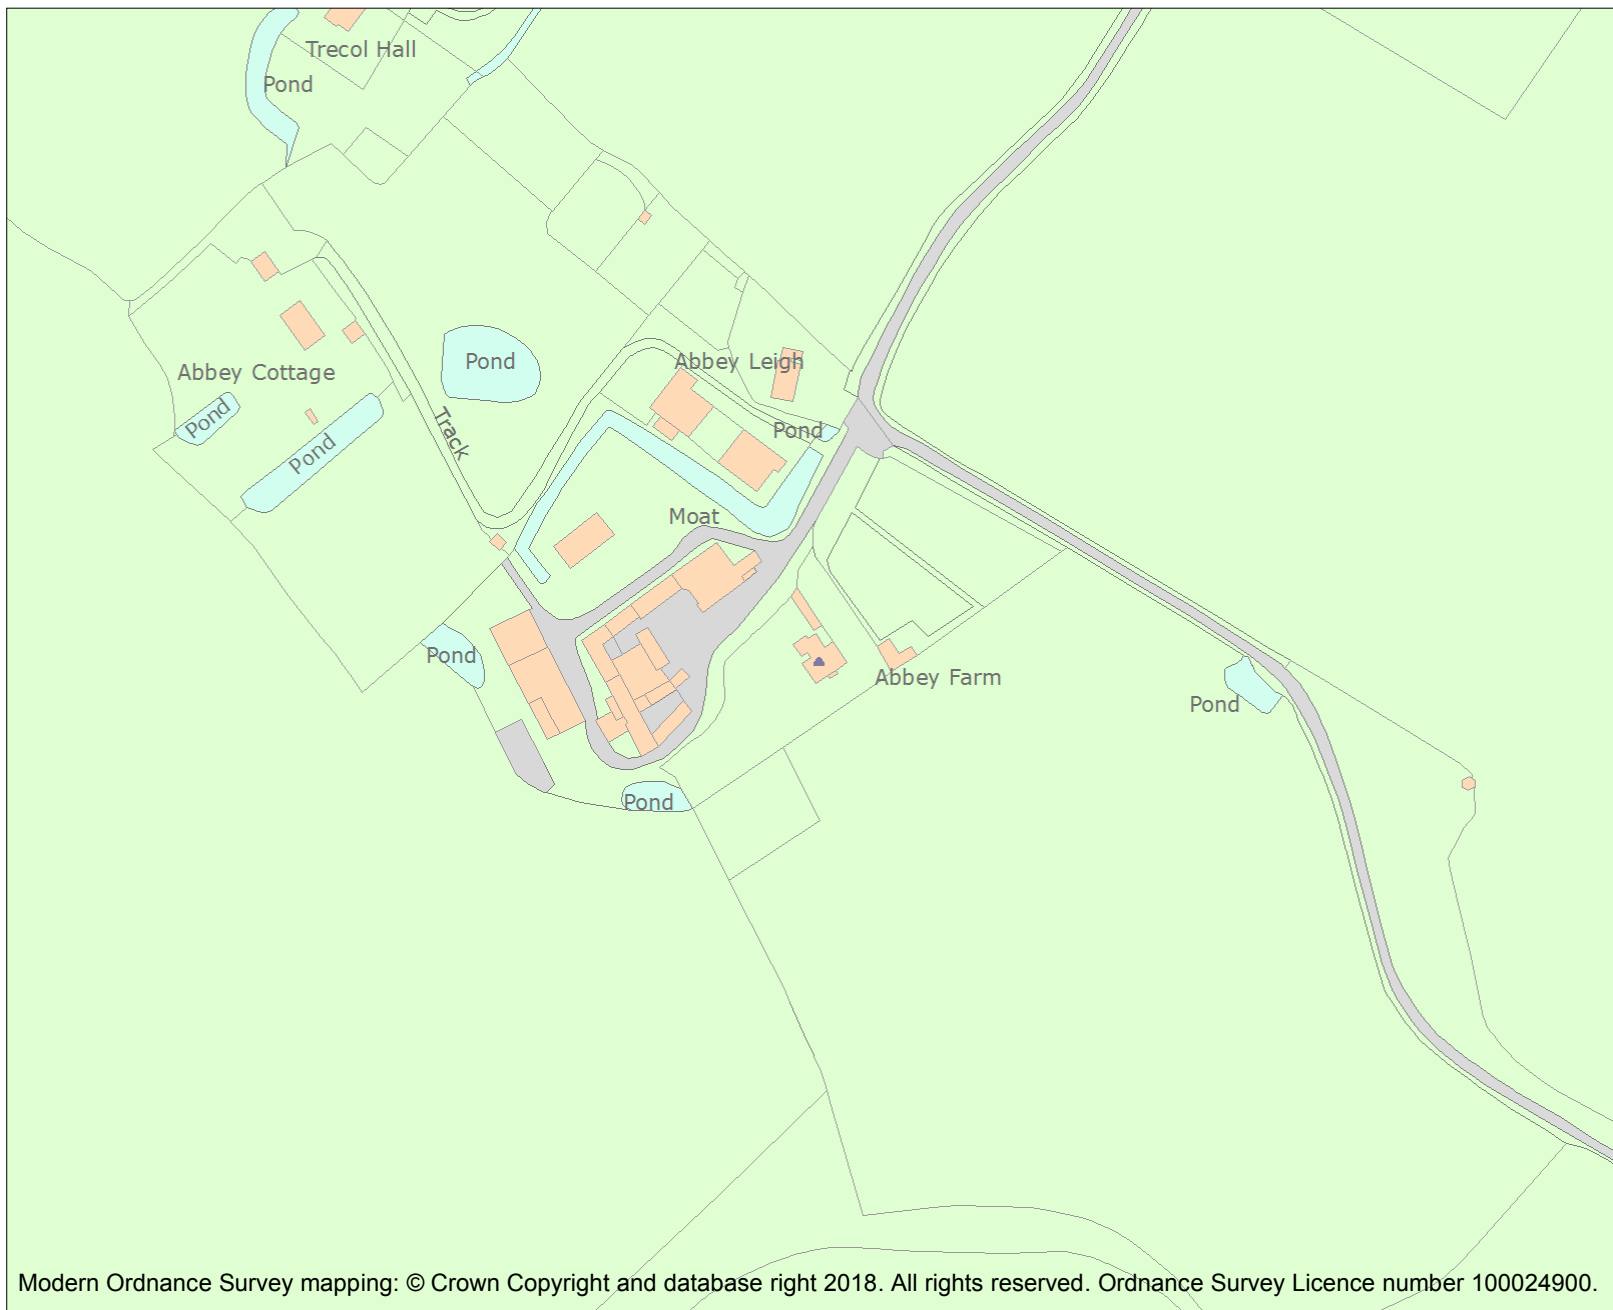 Trecol Hall
Pond
Pond
Abbey Leigh
Abbey Cottage
Pond
Track
Pond
Pond
Moat
Pond
Abbey Farm
Pond
Pond
Modern Ordnance Survey mapping: © Crown Copyright and database right 2018. All rights reserved. Ordnance Survey Licence number 100024900.